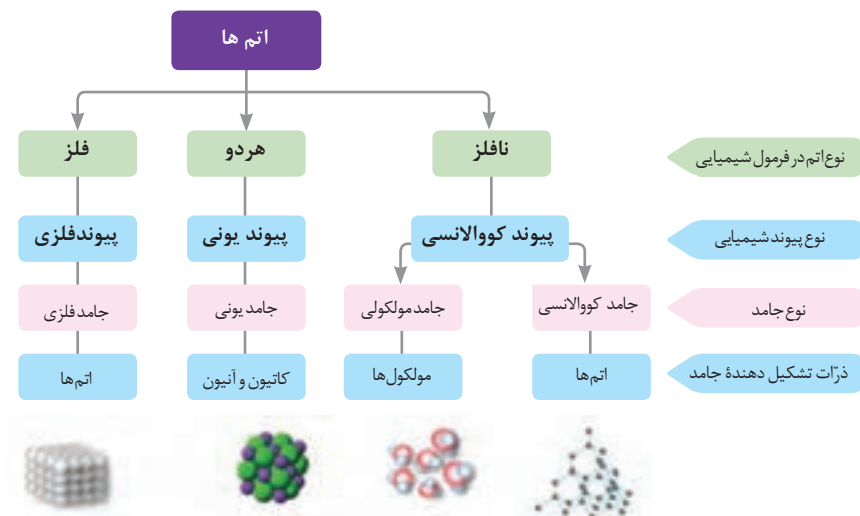 اتم ها
نوع اتم در فرمول شیمیایی
نافلز
هردو
فلز
نوع پیوند شیمیایی
پیوند کووالانسی
پیوند یونی
پیوندفلزی
نوع جامد
جامد کووالانسی
جامد مولکولی
جامد یونی
جامد فلزی
ذرّات تشکیل دهندهٔ جامد
اتم‌ها
مولکول‌ها
کاتیون و آنیون
اتم‌ها